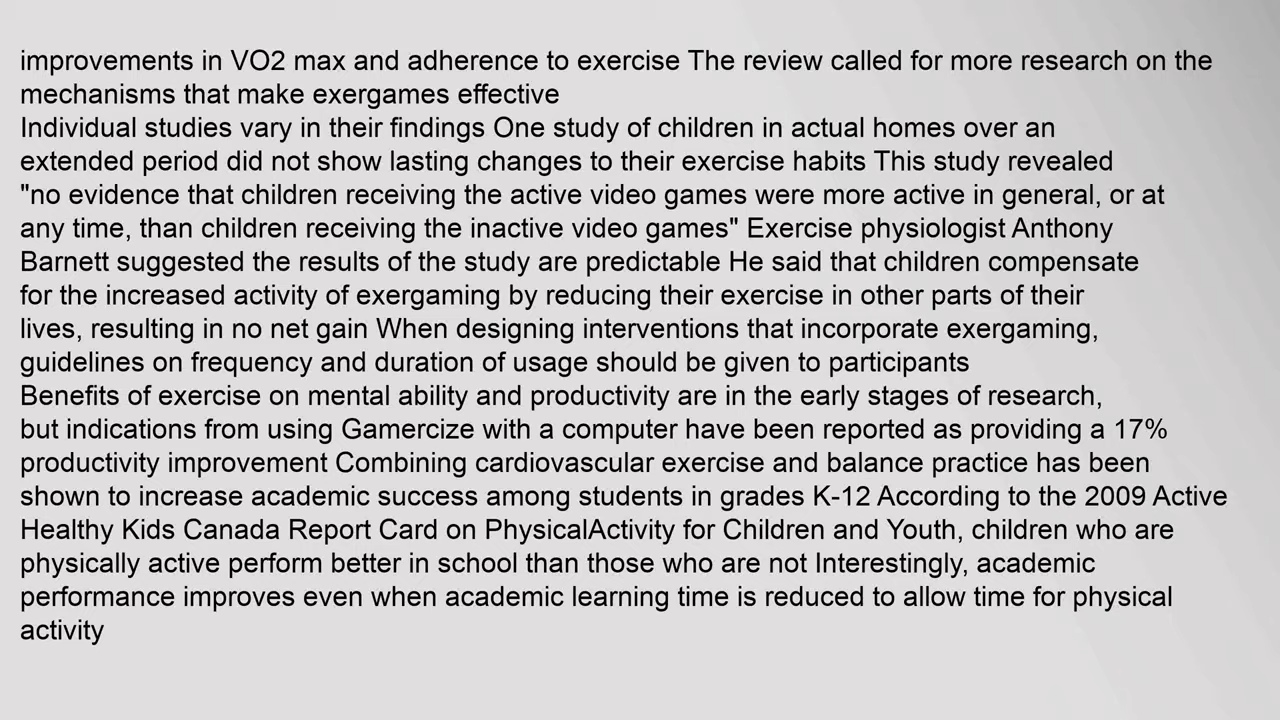 improvements in VO2 max and adherence to exercise The review called for more research on the
mechanisms that make exergames effective
Individual studies vary in their findings One study of children in actual homes over an
extended period did not show lasting changes to their exercise habits This study revealed
"no evidence that children receiving the active video games were more active in general, or at
any time, than children receiving the inactive video games" Exercise physiologist Anthony
Barnett suggested the results of the study are predictable He said that children compensate
for the increased activity of exergaming by reducing their exercise in other parts of their
lives, resulting in no net gain When designing interventions that incorporate exergaming,
guidelines on frequency and duration of usage should be given to participants
Benefits of exercise on mental ability and productivity are in the early stages of research,
but indications from using Gamercize with a computer have been reported as providing a 17%
productivity improvement Combining cardiovascular exercise and balance practice has been
shown to increase academic success among students in grades K-12 According to the 2009 Active
Healthy Kids Canada Report Card on PhysicalActivity for Children and Youth, children who are
physically active perform better in school than those who are not Interestingly, academic
performance improves even when academic learning time is reduced to allow time for physical
activity